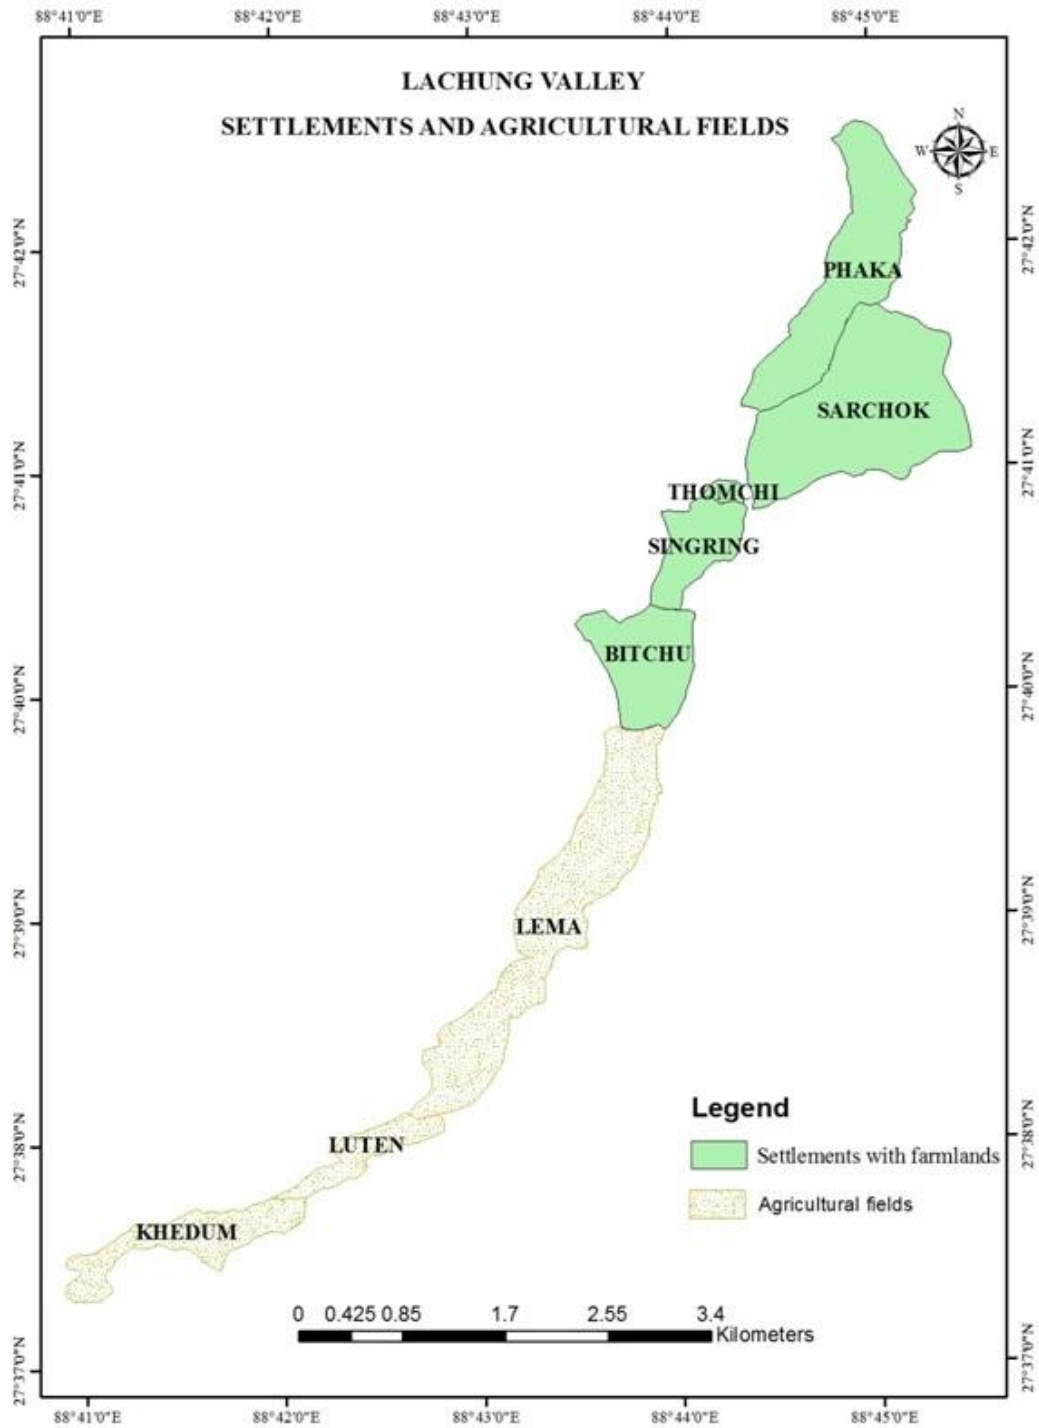 88°41'0"E 88°42'0"E 88°43'0"E 88°44'0"E 88°45'0"E
LACHUNG VALLEY
SETTLEMENTS AND AGRICULTURAL FIELDS
N
W E
S
27°42'0"N 27°42'0"N
PHAKA
SARCHOK
27°41'0"N 27°41'0"N
THOMCHI
SINGRING
BITCHU
27°40'0"N 27°40'0"N
LEMA
27°39'0"N 27°39'0"N
Legend
27°38'0"N 27°38'0"N
LUTEN
Settlements with farmlands
Agricultural fields
KHEDUM
0 0.425 0.85 1.7 2.55 3.4
Kilometers
27°37'0"N 27°37'0"N
88°41'0"E 88°42'0"E 88°43'0"E 88°44'0"E 88°45'0"E